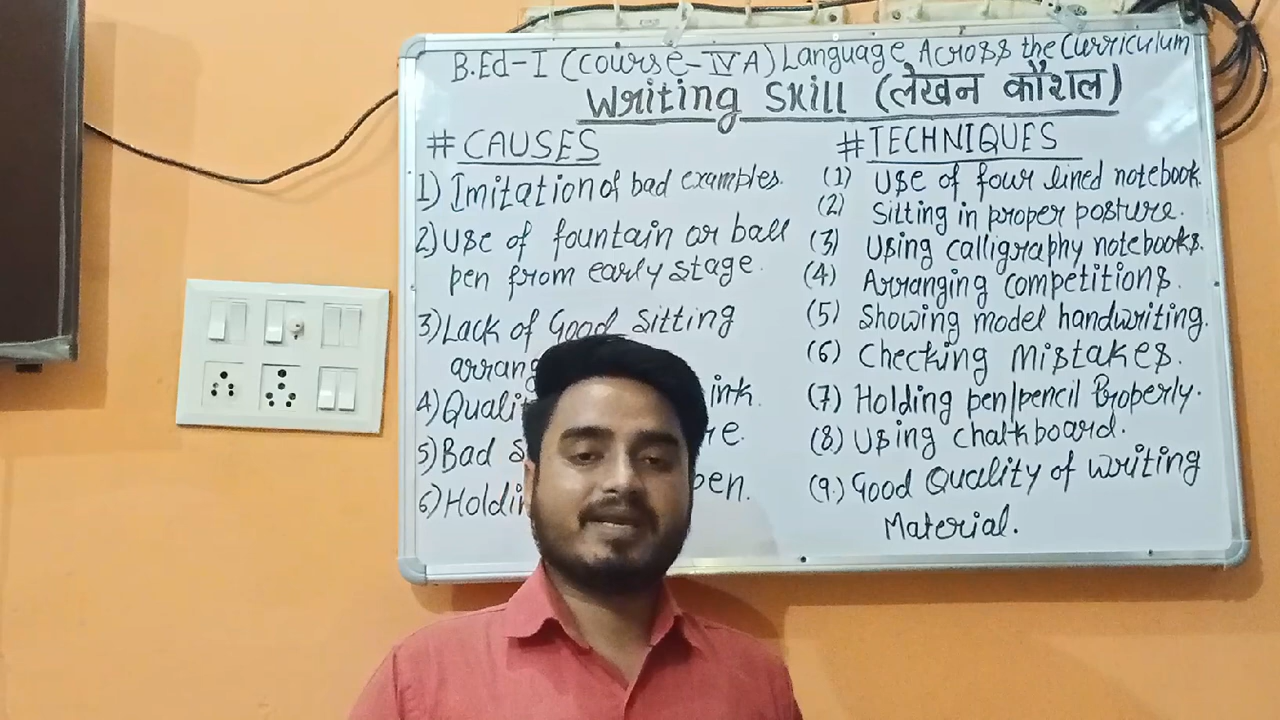 B.Ed-I (Course-IV A) Language Across the Curriculum
Writing Skill (लेखन कौशल)
# CAUSES
1) Imitation of bad examples.
2) Use of fountain or ball
pen from early stage.
3) Lack of Good Sitting
4)
ink.
5) Bad
6)
pen.
# TECHNIQUES
(1) Use of four lined notebook.
(2) Sitting in proper posture.
(3) Using calligraphy notebooks.
(4) Arranging competitions.
(5) Showing model handwriting.
(6) Checking Mistakes.
(7) Holding pen/pencil Properly.
(8) Using chalkboard.
(9.) Good Quality of writing
Material.